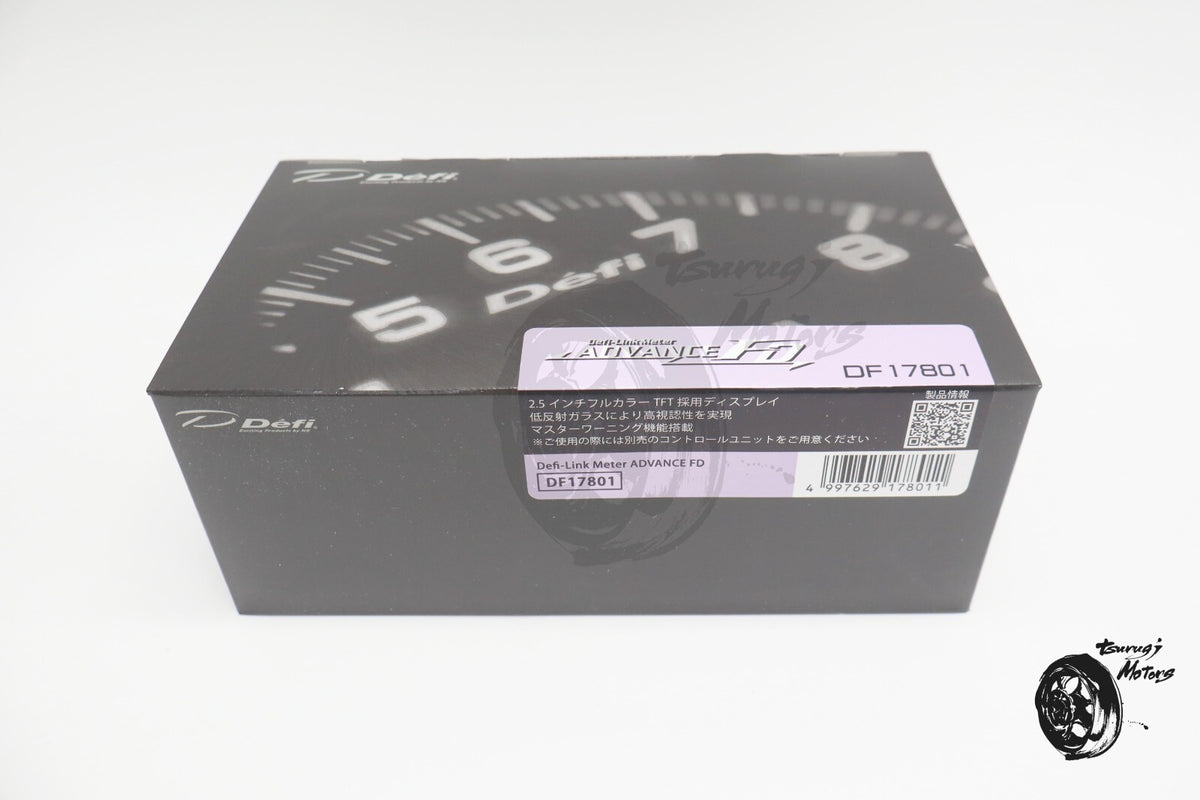 Défi
Exciting Products by NS
5 6 7 8
Défi
Tsurugi
Motors
Defi-Link Meter
ADVANCE FD
DF17801
製品情報
2.5 インチフルカラー TFT 採用ディスプレイ
低反射ガラスにより高視認性を実現
マスターワーニング機能搭載
※ご使用の際には別売のコントロールユニットをご用意ください
Défi
Exciting Products by NS
Defi-Link Meter ADVANCE FD
DF17801
4 997629 178011
Tsurugi
Motors